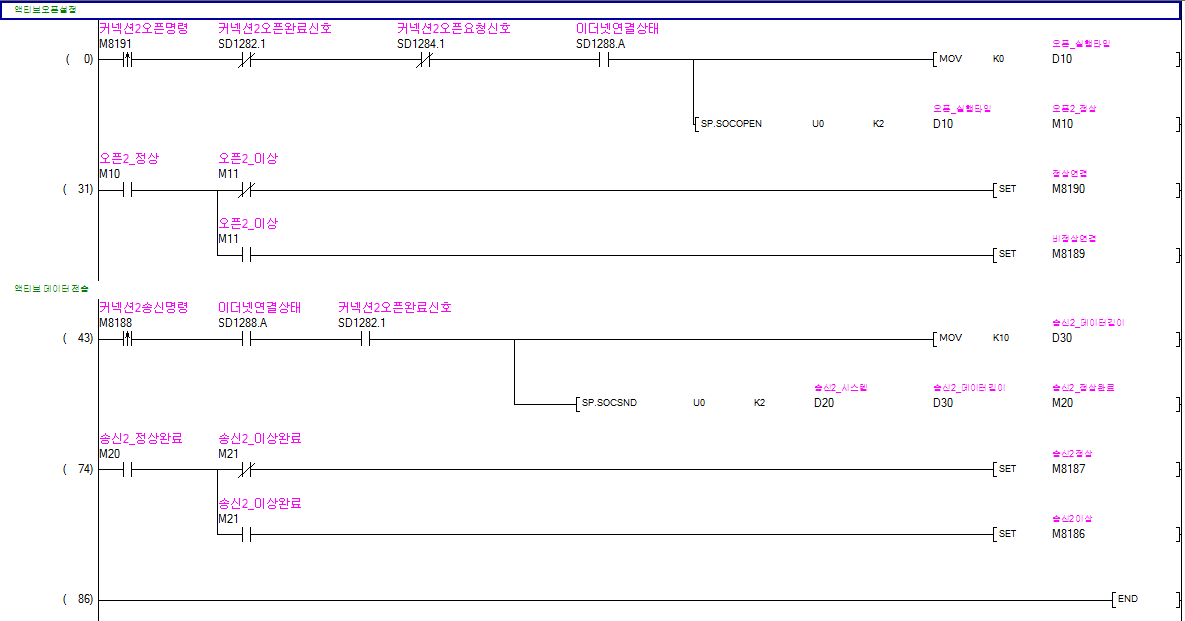 액티브오픈설정
커넥션2오픈명령 커넥션2오픈완료신호 커넥션2오픈요청신호 이더넷연결상태
M8191 SD1282.1 SD1284.1 SD1288.A 오픈_실행타입
( 0) MOV K0 D10
오픈_실행타입 오픈2_정상
SP.SOCOPEN U0 K2 D10 M10
오픈2_정상 오픈2_이상
M10 M11 정상연결
( 31) SET M8190
오픈2_이상
M11 비정상연결
SET M8189
액티브 데이터 전송
커넥션2송신명령 이더넷연결상태 커넥션2오픈완료신호
M8188 SD1288.A SD1282.1 송신2_데이터길이
( 43) MOV K10 D30
송신2_시스템 송신2_데이터길이 송신2_정상완료
SP.SOCSND U0 K2 D20 D30 M20
송신2_정상완료 송신2_이상완료
M20 M21 송신2정상
( 74) SET M8187
송신2_이상완료
M21 송신2이상
SET M8186
( 86) END